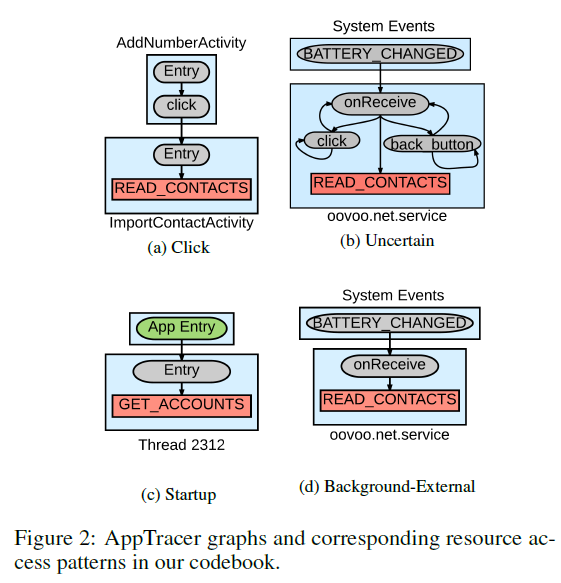 AddNumberActivity
Entry
click
Entry
READ_CONTACTS
ImportContactActivity
(a) Click
System Events
BATTERY_CHANGED
onReceive
click
back_button
READ_CONTACTS
oovoo.net.service
(b) Uncertain
App Entry
Entry
GET_ACCOUNTS
Thread 2312
(c) Startup
System Events
BATTERY_CHANGED
onReceive
READ_CONTACTS
oovoo.net.service
(d) Background-External
Figure 2: AppTracer graphs and corresponding resource ac-
cess patterns in our codebook.